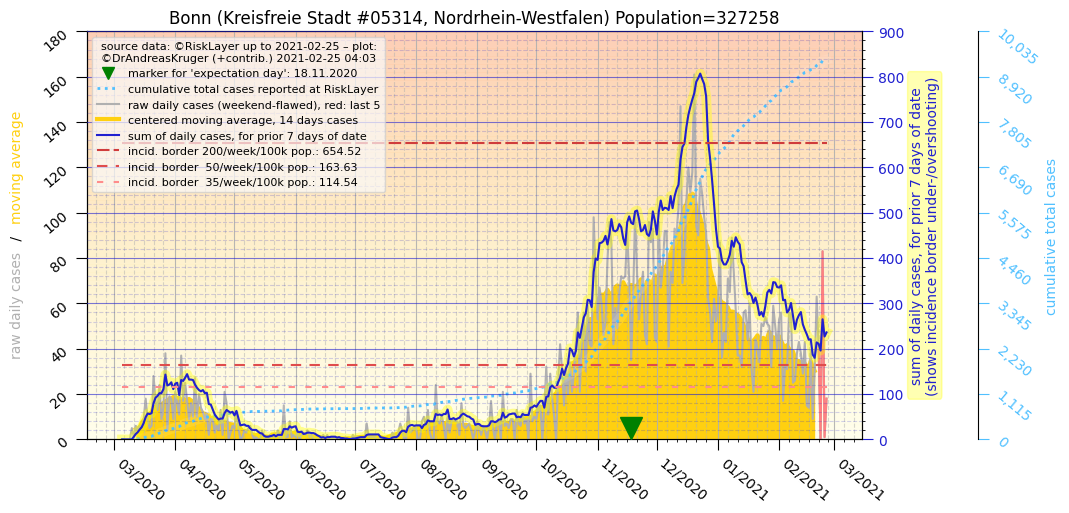 Bonn (Kreisfreie Stadt #05314, Nordrhein-Westfalen) Population=327258
source data: ©RiskLayer up to 2021-02-25 – plot:
©DrAndreasKruger (+contrib.) 2021-02-25 04:03
marker for 'expectation day': 18.11.2020
cumulative total cases reported at RiskLayer
raw daily cases (weekend-flawed), red: last 5
centered moving average, 14 days cases
sum of daily cases, for prior 7 days of date
incid. border 200/week/100k pop.: 654.52
incid. border  50/week/100k pop.: 163.63
incid. border  35/week/100k pop.: 114.54
raw daily cases / moving average
180
160
140
120
100
80
60
40
20
0
03/2020
04/2020
05/2020
06/2020
07/2020
08/2020
09/2020
10/2020
11/2020
12/2020
01/2021
02/2021
03/2021
900
800
700
600
500
400
300
200
100
0
sum of daily cases, for prior 7 days of date
(shows incidence border under-/overshooting)
10,035
8,920
7,805
6,690
5,575
4,460
3,345
2,230
1,115
0
cumulative total cases